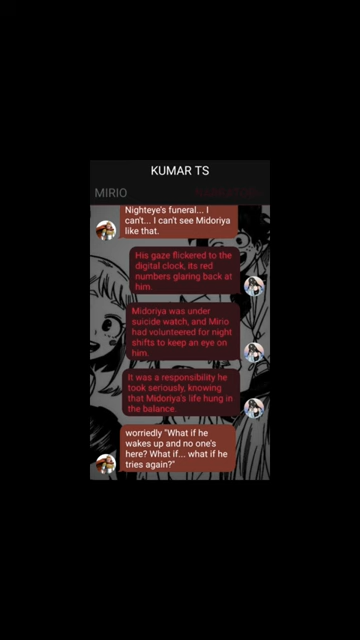 KUMAR TS
MIRIO
NARRATOR
Nighteye's funeral... I
can't... I can't see Midoriya
like that.
His gaze flickered to the
digital clock, its red
numbers glaring back at
him.
Midoriya was under
suicide watch, and Mirio
had volunteered for night
shifts to keep an eye on
him.
It was a responsibility he
took seriously, knowing
that Midoriya's life hung in
the balance.
worriedly "What if he
wakes up and no one's
here? What if... what if he
tries again?"